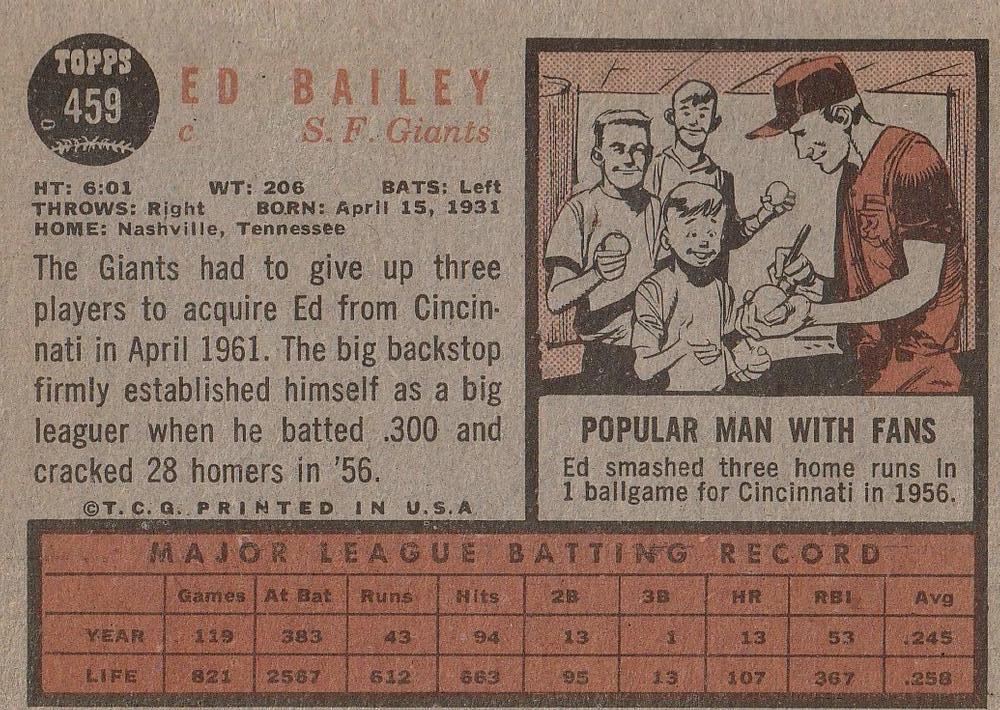 TOPPS
459
ED BAILEY
c S. F. Giants
HT: 6:01 WT: 206 BATS: Left
THROWS: Right BORN: April 15, 1931
HOME: Nashville, Tennessee
The Giants had to give up three
players to acquire Ed from Cincin-
nati in April 1961. The big backstop
firmly established himself as a big
leaguer when he batted .300 and
cracked 28 homers in '56.
©T. C. G. PRINTED IN U.S.A
POPULAR MAN WITH FANS
Ed smashed three home runs in
1 ballgame for Cincinnati in 1956.
MAJOR LEAGUE BATTING RECORD
Games At Bat Runs Hits 2B 3B HR RBI Avg
YEAR 119 383 43 94 13 1 13 53 .245
LIFE 821 2567 612 663 95 13 107 367 .258